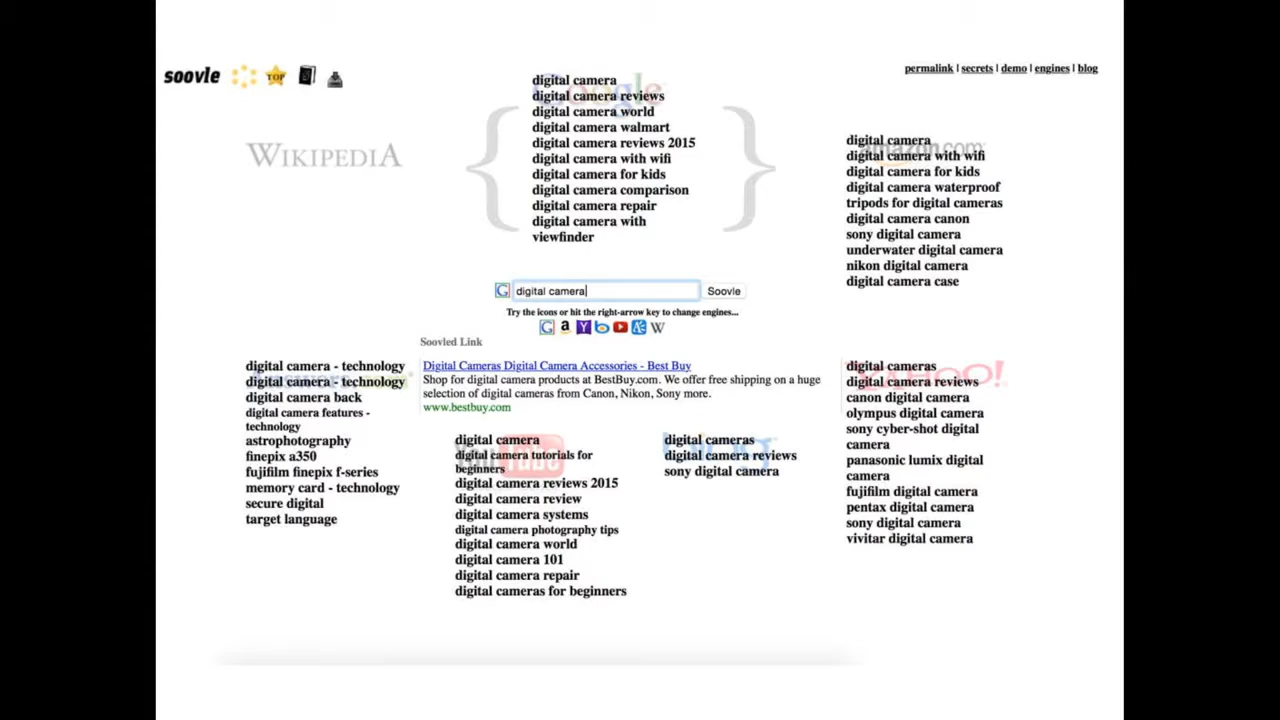 soovle
TOP
permalink | secrets | demo | engines | blog
Google
digital camera
digital camera reviews
digital camera world
digital camera walmart
digital camera reviews 2015
digital camera with wifi
digital camera for kids
digital camera comparison
digital camera repair
digital camera with
viewfinder
WIKIPEDIA
amazon.com
digital camera
digital camera with wifi
digital camera for kids
digital camera waterproof
tripods for digital cameras
digital camera canon
sony digital camera
underwater digital camera
nikon digital camera
digital camera case
G digital camera Soovle
Try the icons or hit the right-arrow key to change engines...
G a Y b W
Soovled Link
Digital Cameras Digital Camera Accessories - Best Buy
Shop for digital camera products at BestBuy.com. We offer free shipping on a huge
selection of digital cameras from Canon, Nikon, Sony more.
www.bestbuy.com
digital camera - technology
digital camera - technology
digital camera back
digital camera features -
technology
astrophotography
finepix a350
fujifilm finepix f-series
memory card - technology
secure digital
target language
YouTube
digital camera
digital camera tutorials for
beginners
digital camera reviews 2015
digital camera review
digital camera systems
digital camera photography tips
digital camera world
digital camera 101
digital camera repair
digital cameras for beginners
bing
digital cameras
digital camera reviews
sony digital camera
YAHOO!
digital cameras
digital camera reviews
canon digital camera
olympus digital camera
sony cyber-shot digital
camera
panasonic lumix digital
camera
fujifilm digital camera
pentax digital camera
sony digital camera
vivitar digital camera